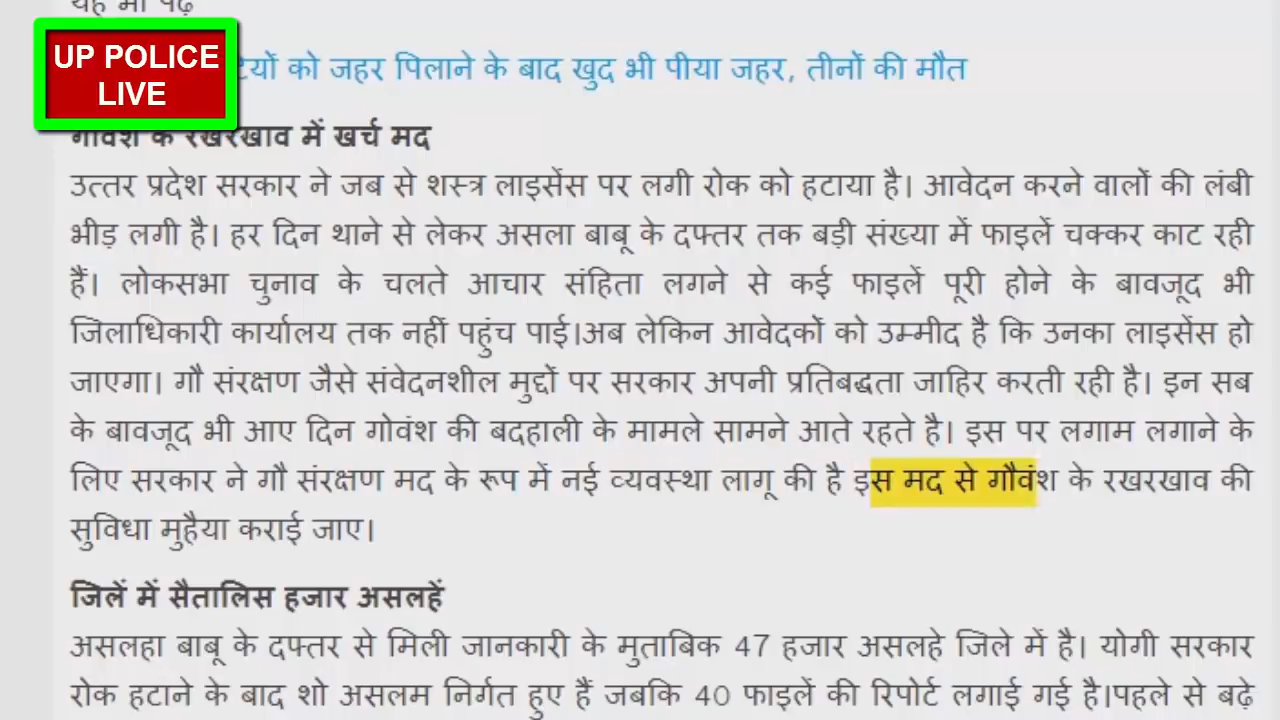 यह भी पढ़ें
UP POLICE
LIVE
टियों को जहर पिलाने के बाद खुद भी पीया जहर, तीनों की मौत
गोवंश के रखरखाव में खर्च मद
उत्तर प्रदेश सरकार ने जब से शस्त्र लाइसेंस पर लगी रोक को हटाया है। आवेदन करने वालों की लंबी
भीड़ लगी है। हर दिन थाने से लेकर असला बाबू के दफ्तर तक बड़ी संख्या में फाइलें चक्कर काट रही
हैं। लोकसभा चुनाव के चलते आचार संहिता लगने से कई फाइलें पूरी होने के बावजूद भी
जिलाधिकारी कार्यालय तक नहीं पहुंच पाई।अब लेकिन आवेदकों को उम्मीद है कि उनका लाइसेंस हो
जाएगा। गौ संरक्षण जैसे संवेदनशील मुद्दों पर सरकार अपनी प्रतिबद्धता जाहिर करती रही है। इन सब
के बावजूद भी आए दिन गोवंश की बदहाली के मामले सामने आते रहते है। इस पर लगाम लगाने के
लिए सरकार ने गौ संरक्षण मद के रूप में नई व्यवस्था लागू की है इस मद से गौवंश के रखरखाव की
सुविधा मुहैया कराई जाए।
जिलें में सैतालिस हजार असलहें
असलहा बाबू के दफ्तर से मिली जानकारी के मुताबिक 47 हजार असलहे जिले में है। योगी सरकार
रोक हटाने के बाद शो असलम निर्गत हुए हैं जबकि 40 फाइलें की रिपोर्ट लगाई गई है।पहले से बढ़े